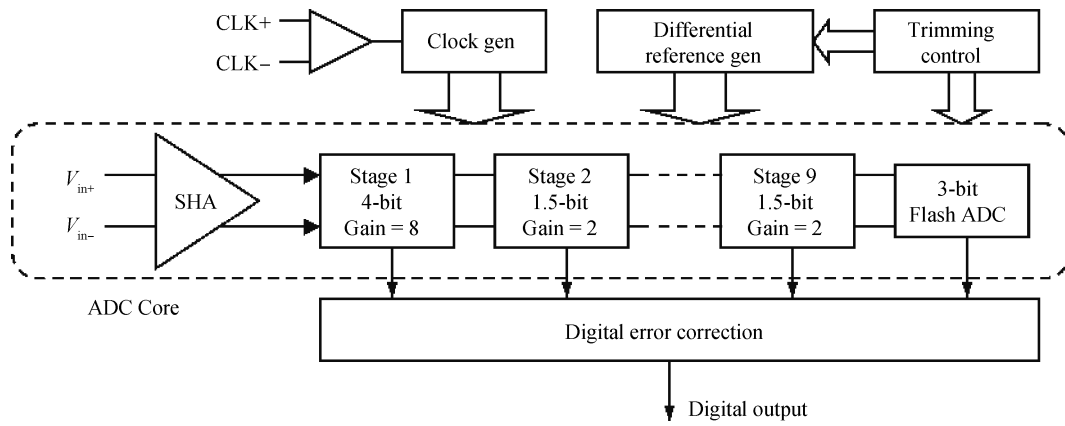 CLK+
CLK−
Clock gen
Differential
reference gen
Trimming
control
Vin+
Vin−
SHA
Stage 1
4-bit
Gain = 8
Stage 2
1.5-bit
Gain = 2
Stage 9
1.5-bit
Gain = 2
3-bit
Flash ADC
ADC Core
Digital error correction
Digital output